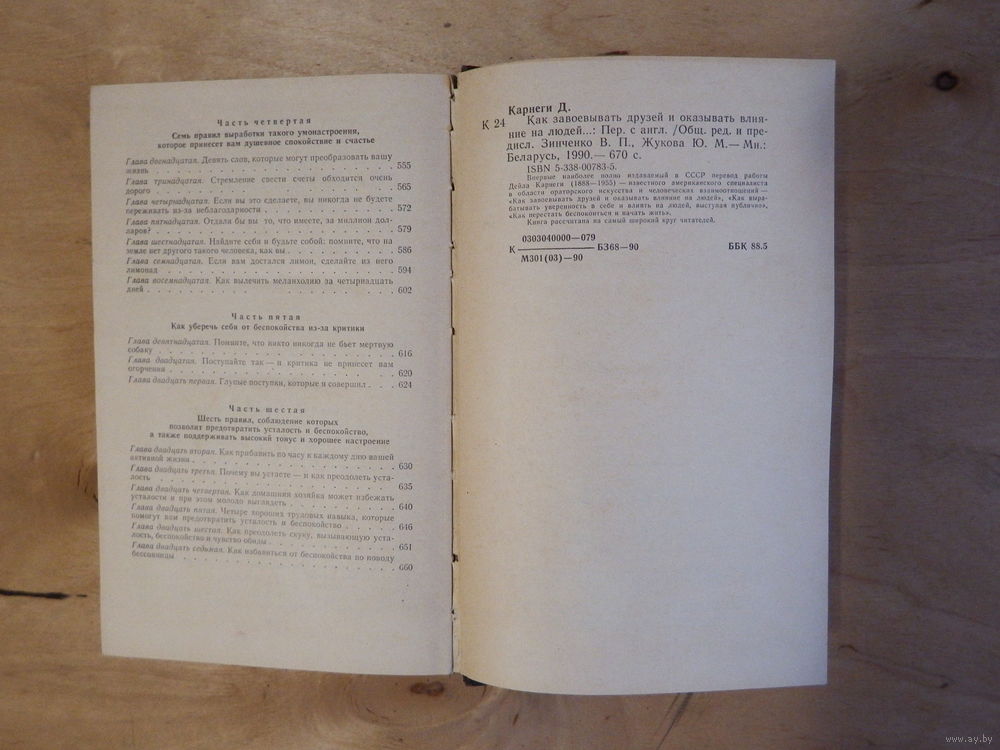 Часть четвертая
Семь правил выработки такого умонастроения,
которое принесет вам душевное спокойствие и счастье
Глава двенадцатая. Девять слов, которые могут преобразовать вашу
жизнь . . . . . . . . . . . . . . 555
Глава тринадцатая. Стремление свести счеты обходится очень
дорого . . . . . . . . . . . . . . 565
Глава четырнадцатая. Если вы это сделаете, вы никогда не будете
переживать из-за неблагодарности . . . . . . . 572
Глава пятнадцатая. Отдали бы вы то, что имеете, за миллион дол-
ларов? . . . . . . . . . . . . . . 579
Глава шестнадцатая. Найдите себя и будьте собой: помните, что на
земле нет другого такого человека, как вы . . . . . . 586
Глава семнадцатая. Если вам достался лимон, сделайте из него
лимонад . . . . . . . . . . . . . . 594
Глава восемнадцатая. Как вылечить меланхолию за четырнадцать
дней . . . . . . . . . . . . . . 602
Часть пятая
Как уберечь себя от беспокойства из-за критики
Глава девятнадцатая. Помните, что никто никогда не бьет мертвую
собаку . . . . . . . . . . . . . . 616
Глава двадцатая. Поступайте так — и критика не принесет вам
огорчения . . . . . . . . . . . . . . 620
Глава двадцать первая. Глупые поступки, которые я совершил . . . 624
Часть шестая
Шесть правил, соблюдение которых
позволит предотвратить усталость и беспокойство,
а также поддерживать высокий тонус и хорошее настроение
Глава двадцать вторая. Как прибавить по часу к каждому дню вашей
активной жизни . . . . . . . . . . . . . 630
Глава двадцать третья. Почему вы устаете — и как преодолеть уста-
лость . . . . . . . . . . . . . . 635
Глава двадцать четвертая. Как домашняя хозяйка может избежать
усталости и при этом молодо выглядеть . . . . . . 640
Глава двадцать пятая. Четыре хороших трудовых навыка, которые
помогут вам предотвратить усталость и беспокойство . . . . 646
Глава двадцать шестая. Как преодолеть скуку, вызывающую уста-
лость, беспокойство и чувство обиды . . . . . . . 651
Глава двадцать седьмая. Как избавиться от беспокойства по поводу
бессонницы . . . . . . . . . . . . . 660
Карнеги Д.
К 24 Как завоевывать друзей и оказывать влия-
ние на людей...: Пер. с англ. /Общ. ред. и пре-
дисл. Зинченко В. П., Жукова Ю. М.— Мн.:
Беларусь, 1990.— 670 с.
ISBN 5-338-00783-5.
Впервые наиболее полно издаваемый в СССР перевод работы
Дейла Карнеги (1888—1955) — известного американского специалиста
в области ораторского искусства и человеческих взаимоотношений —
«Как завоевывать друзей и оказывать влияние на людей», «Как выра-
батывать уверенность в себе и влиять на людей, выступая публично»,
«Как перестать беспокоиться и начать жить».
Книга рассчитана на самый широкий круг читателей.
0303040000—079
К ———— БЗ68—90 ББК 88.5
М301(03)—90
www.ay.by